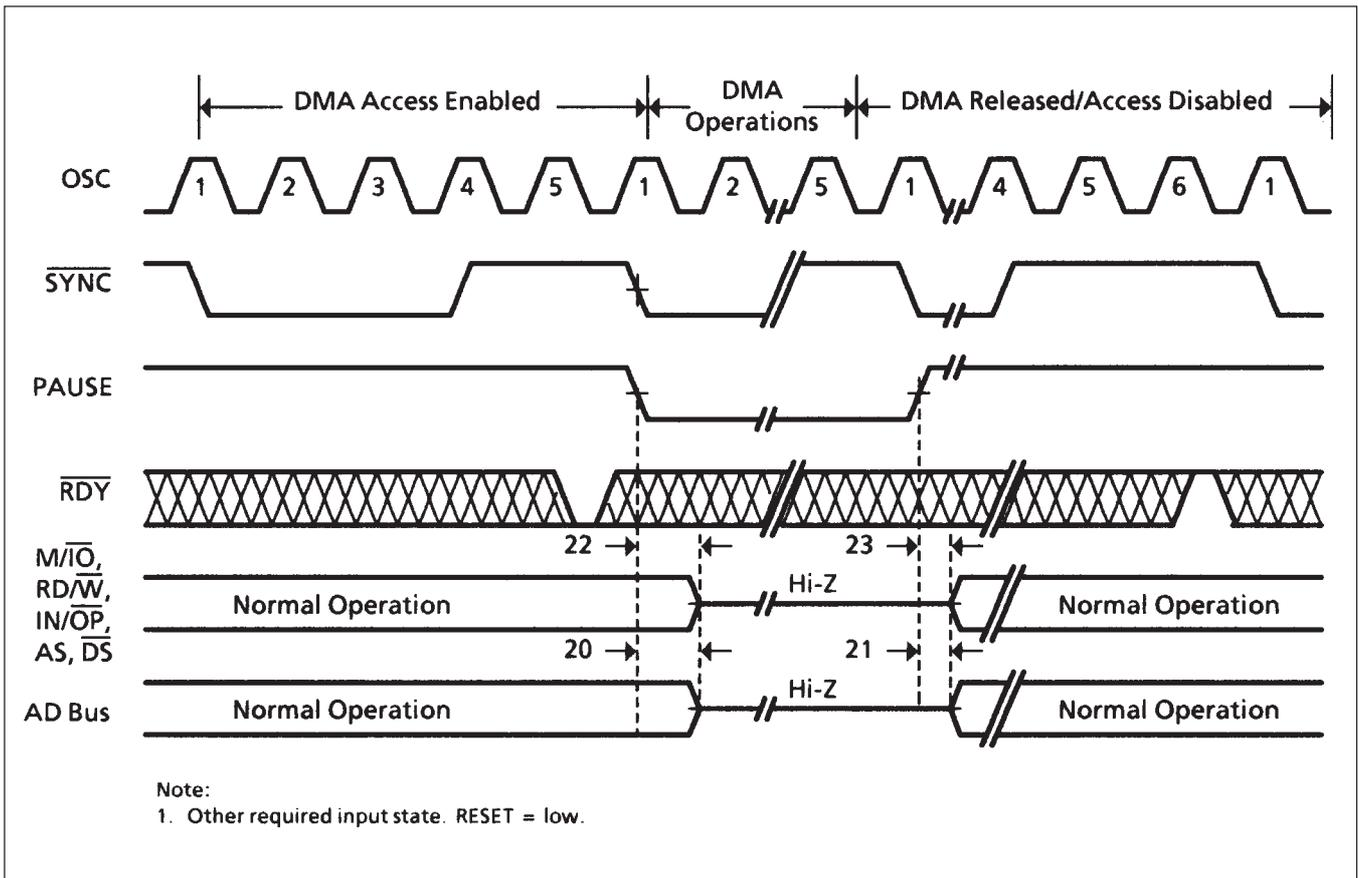 DMA Access Enabled
DMA
Operations
DMA Released/Access Disabled
OSC
1 2 3 4 5 1 2 5 1 4 5 6 1
SYNC
PAUSE
RDY
22 23
M/IO,
RD/W,
IN/OP,
AS, DS
Normal Operation Hi-Z Normal Operation
20 21
AD Bus
Normal Operation Hi-Z Normal Operation
Note:
1. Other required input state. RESET = low.